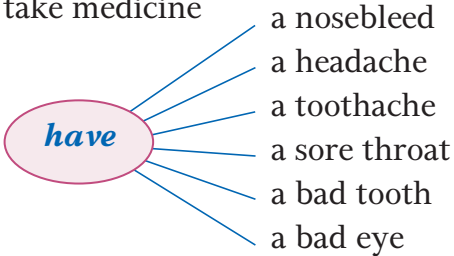 take medicine
a nosebleed
a headache
a toothache
have
a sore throat
a bad tooth
a bad eye